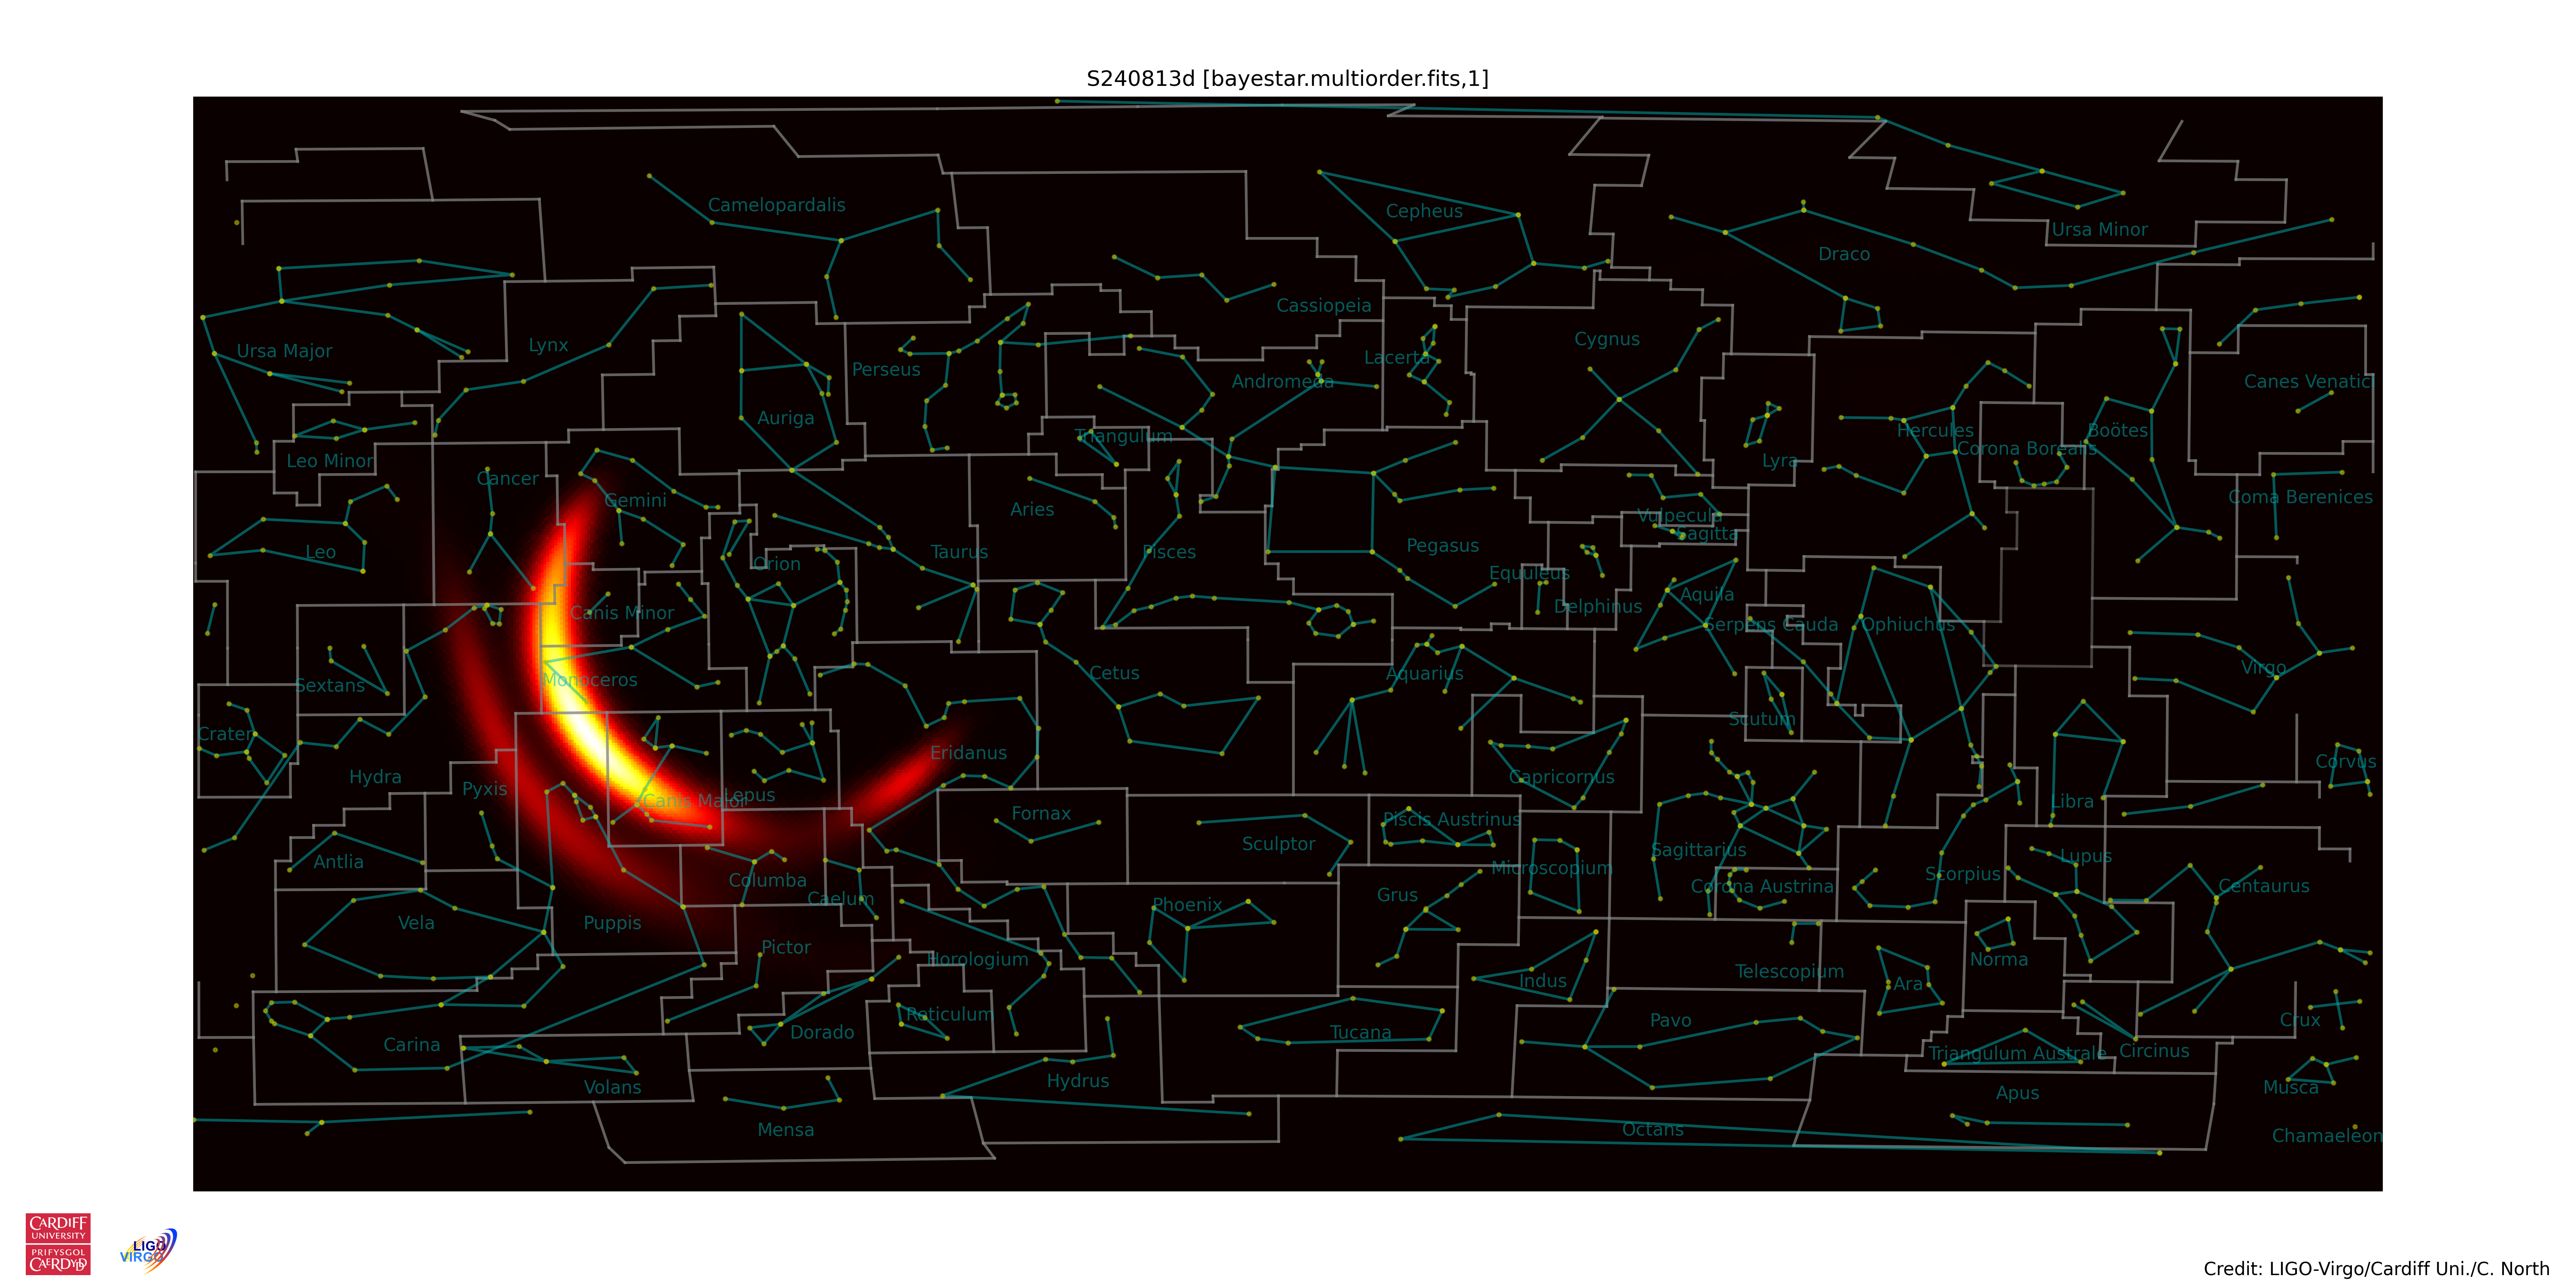 S240813d [bayestar.multiorder.fits,1]
Camelopardalis
Cepheus
Ursa Minor
Draco
Cassiopeia
Ursa Major
Lynx
Perseus
Andromeda
Lacerta
Cygnus
Canes Venatici
Auriga
Triangulum
Hercules
Corona Borealis
Boötes
Leo Minor
Lyra
Cancer
Gemini
Aries
Coma Berenices
Vulpecula
Sagitta
Leo
Orion
Taurus
Pisces
Pegasus
Equuleus
Delphinus
Aquila
Canis Minor
Serpens Cauda
Ophiuchus
Sextans
Monoceros
Cetus
Aquarius
Virgo
Crater
Scutum
Hydra
Pyxis
Eridanus
Capricornus
Corvus
Canis Major
Lepus
Fornax
Libra
Piscis Austrinus
Antlia
Sculptor
Sagittarius
Lupus
Microscopium
Columba
Caelum
Corona Austrina
Scorpius
Centaurus
Grus
Phoenix
Vela
Puppis
Pictor
Horologium
Indus
Telescopium
Ara
Norma
Reticulum
Dorado
Tucana
Pavo
Crux
Carina
Triangulum Australe
Circinus
Volans
Hydrus
Apus
Musca
Mensa
Octans
Chamaeleon
CARDIFF
UNIVERSITY
PRIFYSGOL
CAERDYDD
LIGO
VIRGO
Credit: LIGO-Virgo/Cardiff Uni./C. North